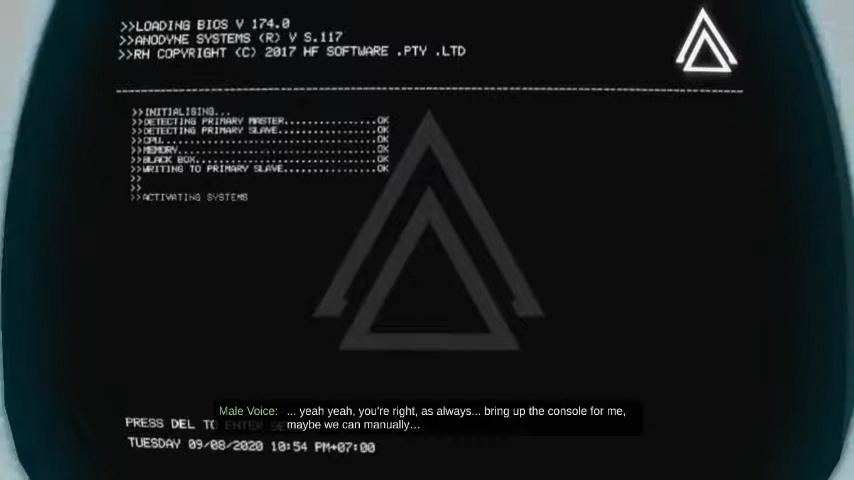 >>LOADING BIOS V 174.0
>>ANODYNE SYSTEMS (R) V S.117
>>RH COPYRIGHT (C) 2017 HF SOFTWARE .PTY .LTD
>>INITIALISING...
>>DETECTING PRIMARY MASTER...............OK
>>DETECTING PRIMARY SLAVE................OK
>>CPU....................................OK
>>MEMORY.................................OK
>>BLACK BOX..............................OK
>>WRITING TO PRIMARY SLAVE...............OK
>>
>>
>>ACTIVATING SYSTEMS
Male Voice: ... yeah yeah, you're right, as always... bring up the console for me,
maybe we can manually...
PRESS DEL TO ENTER
TUESDAY 09/08/2020 10:54 PM+07:00